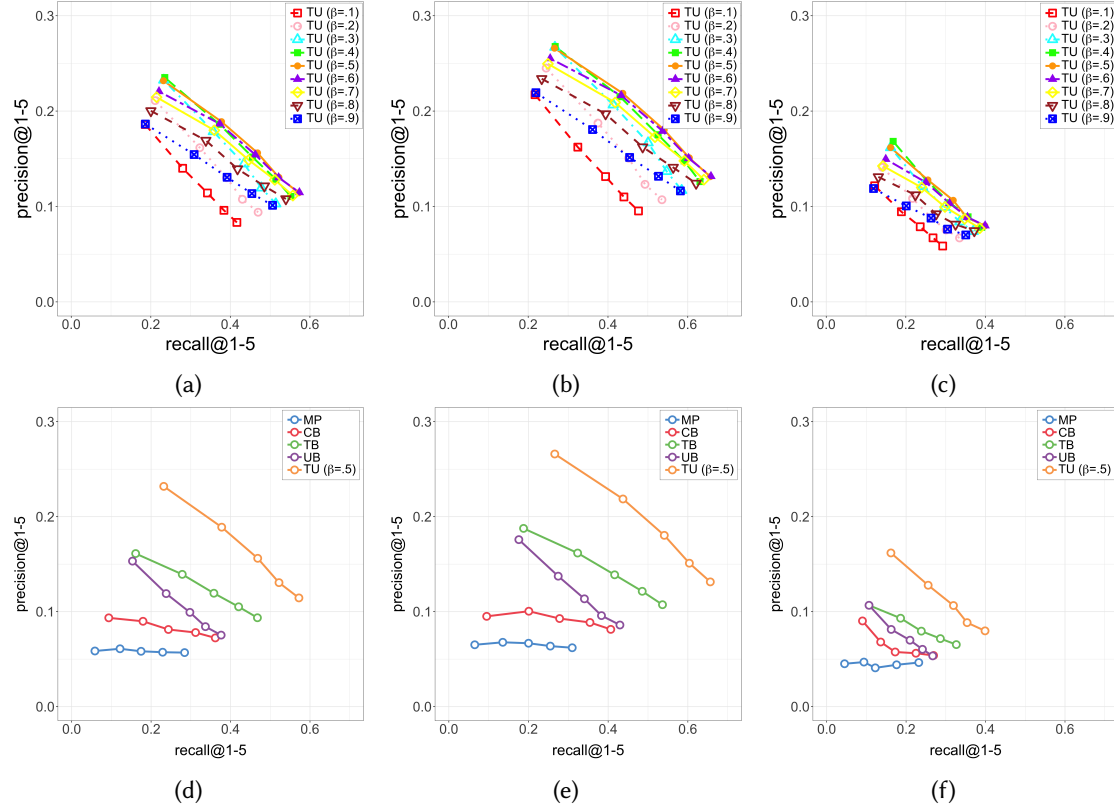 0.3
0.2
0.1
0.0
precision@1-5
0.0 0.2 0.4 0.6
recall@1-5
TU (β=.1)
TU (β=.2)
TU (β=.3)
TU (β=.4)
TU (β=.5)
TU (β=.6)
TU (β=.7)
TU (β=.8)
TU (β=.9)
(a)
0.3
0.2
0.1
0.0
precision@1-5
0.0 0.2 0.4 0.6
recall@1-5
TU (β=.1)
TU (β=.2)
TU (β=.3)
TU (β=.4)
TU (β=.5)
TU (β=.6)
TU (β=.7)
TU (β=.8)
TU (β=.9)
(b)
0.3
0.2
0.1
0.0
precision@1-5
0.0 0.2 0.4 0.6
recall@1-5
TU (β=.1)
TU (β=.2)
TU (β=.3)
TU (β=.4)
TU (β=.5)
TU (β=.6)
TU (β=.7)
TU (β=.8)
TU (β=.9)
(c)
0.3
0.2
0.1
0.0
precision@1-5
0.0 0.2 0.4 0.6
recall@1-5
MP
CB
TB
UB
TU (β=.5)
(d)
0.3
0.2
0.1
0.0
precision@1-5
0.0 0.2 0.4 0.6
recall@1-5
MP
CB
TB
UB
TU (β=.5)
(e)
0.3
0.2
0.1
0.0
precision@1-5
0.0 0.2 0.4 0.6
recall@1-5
MP
CB
TB
UB
TU (β=.5)
(f)